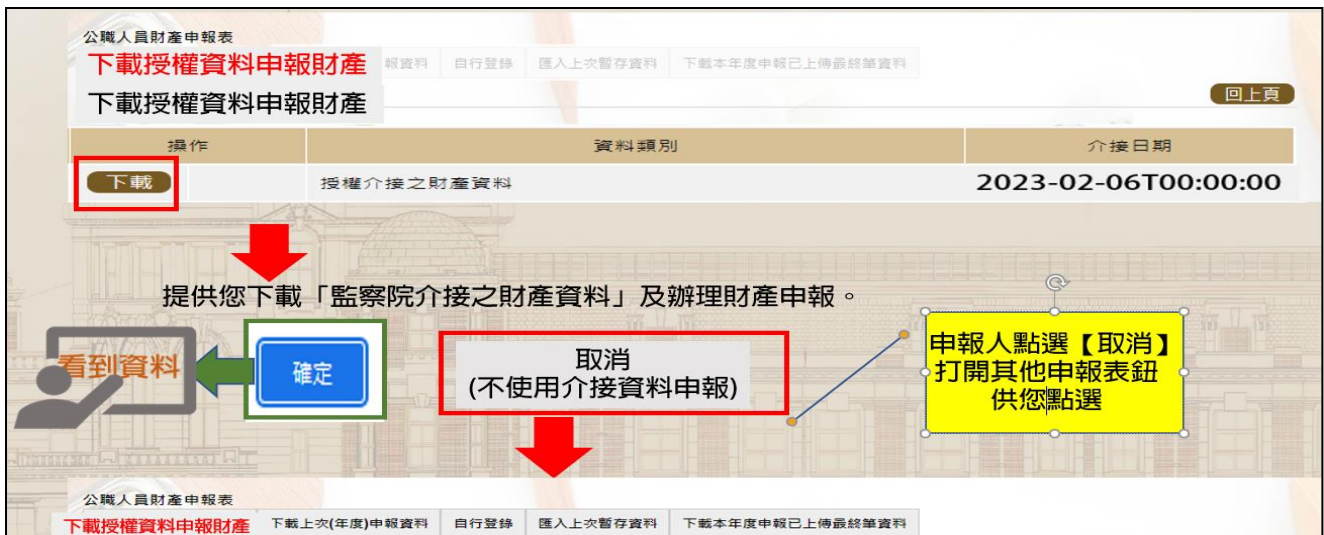 公職人員財產申報表
下載授權資料申報財產 報資料 自行登錄 匯入上次暫存資料 下載本年度申報已上傳最終筆資料
下載授權資料申報財產
回上頁
操作 資料類別 介接日期
下載 授權介接之財產資料 2023-02-06T00:00:00
提供您下載「監察院介接之財產資料」及辦理財產申報。
看到資料
確定
取消
(不使用介接資料申報)
申報人點選【取消】
打開其他申報表鈕
供您點選
公職人員財產申報表
下載授權資料申報財產 下載上次(年度)申報資料 自行登錄 匯入上次暫存資料 下載本年度申報已上傳最終筆資料